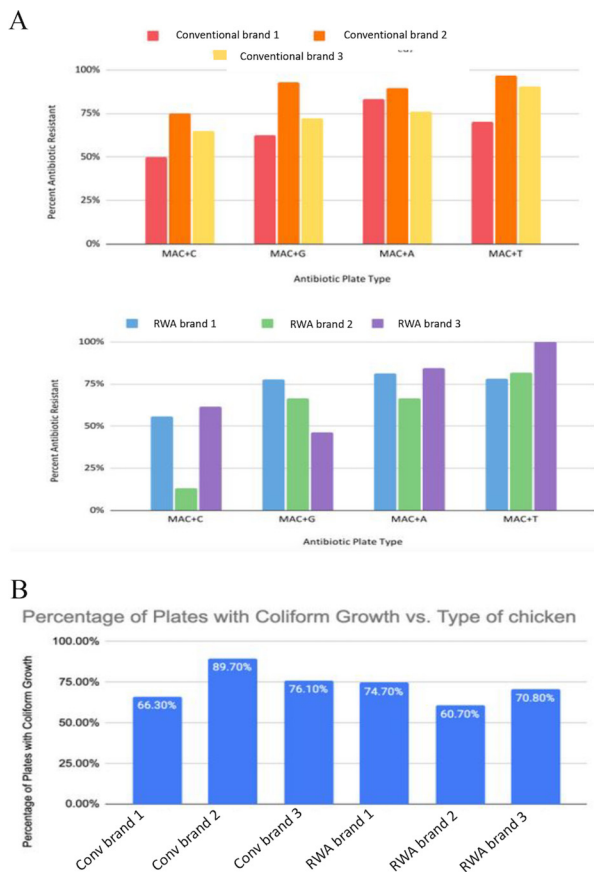 A
Conventional brand 1 Conventional brand 2
Conventional brand 3
Percent Antibiotic Resistant
100%
75%
50%
25%
0%
MAC+C MAC+G MAC+A MAC+T
Antibiotic Plate Type
RWA brand 1 RWA brand 2 RWA brand 3
Percent Antibiotic Resistant
100%
75%
50%
25%
0%
MAC+C MAC+G MAC+A MAC+T
Antibiotic Plate Type
B
Percentage of Plates with Coliform Growth vs. Type of chicken
Percentage of Plates with Coliform Growth
100.00%
75.00%
50.00%
25.00%
0.00%
66.30% 89.70% 76.10% 74.70% 60.70% 70.80%
Conv brand 1 Conv brand 2 Conv brand 3 RWA brand 1 RWA brand 2 RWA brand 3